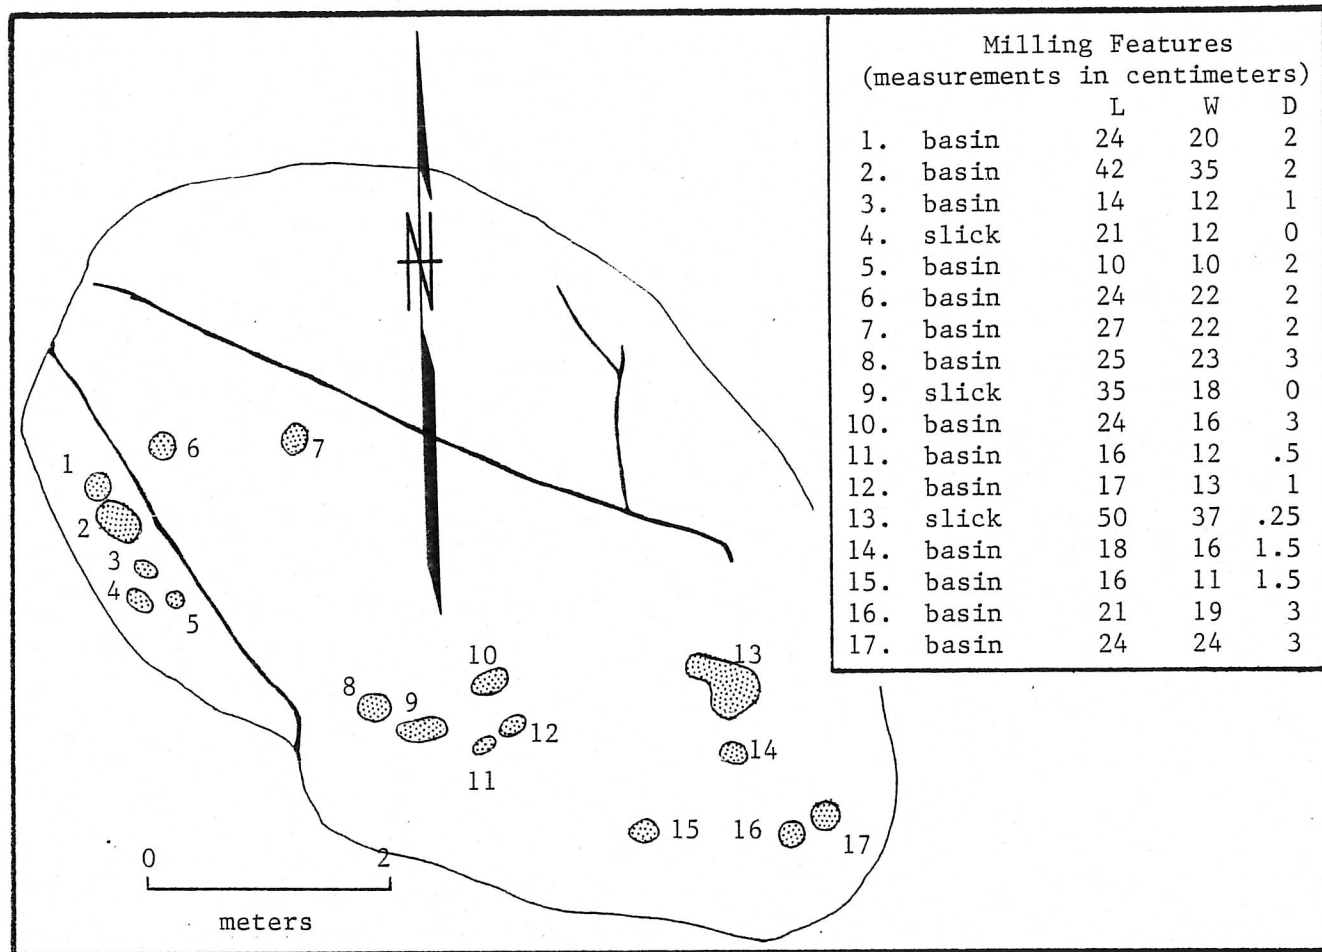 Milling Features
(measurements in centimeters)
L W D
1. basin 24 20 2
2. basin 42 35 2
3. basin 14 12 1
4. slick 21 12 0
5. basin 10 10 2
6. basin 24 22 2
7. basin 27 22 2
8. basin 25 23 3
9. slick 35 18 0
10. basin 24 16 3
11. basin 16 12 .5
12. basin 17 13 1
13. slick 50 37 .25
14. basin 18 16 1.5
15. basin 16 11 1.5
16. basin 21 19 3
17. basin 24 24 3
N
6
7
1
2
3
4
5
10
13
8
9
12
14
11
15
16
17
0 2
meters